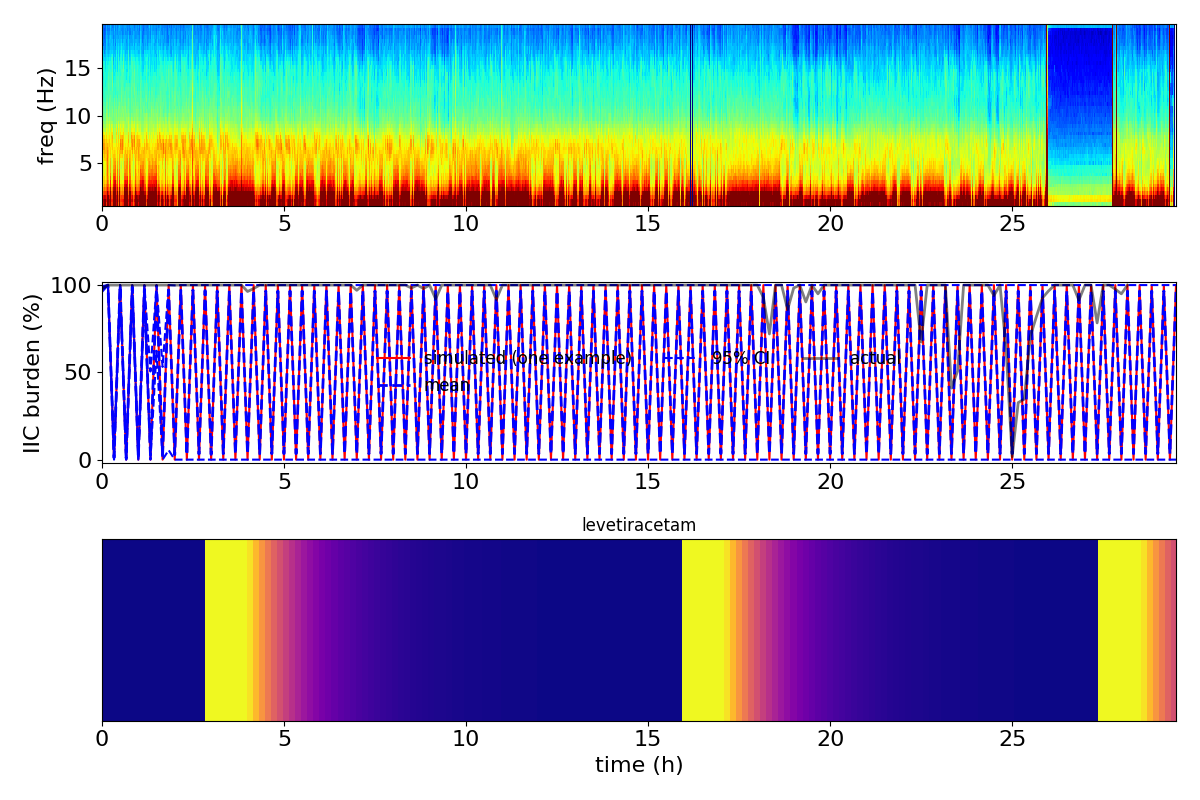 freq (Hz)
15
10
5
0 5 10 15 20 25
IIC burden (%)
100
50
0
simulated (one example) 95% CI actual
mean
0 5 10 15 20 25
levetiracetam
0 5 10 15 20 25
time (h)